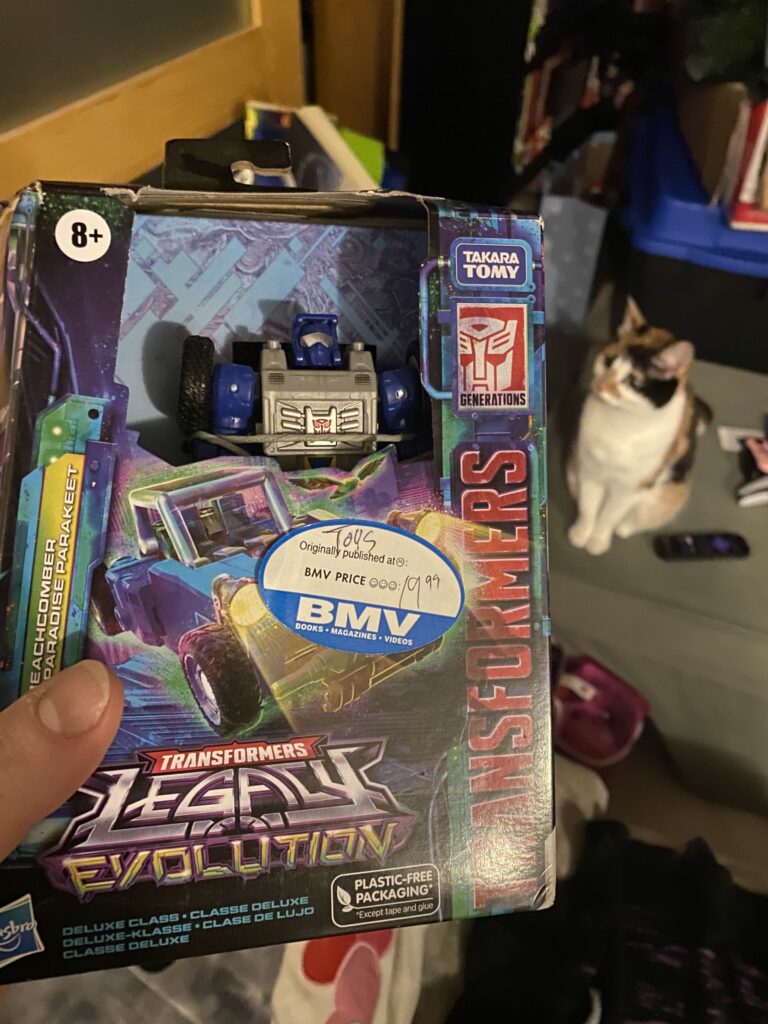 8+
TAKARA
TOMY
GENERATIONS
TRANSFORMERS
EACHCOMBER
PARADISE PARAKEET
Toys
Originally published at☹:
BMV PRICE ☺☺☺: 19⁹⁹
BMV
BOOKS • MAGAZINES • VIDEOS
TRANSFORMERS
LEGACY
EVOLUTION
PLASTIC-FREE
PACKAGING*
*Except tape and glue
DELUXE CLASS • CLASSE DELUXE
DELUXE-KLASSE • CLASE DE LUJO
CLASSE DELUXE
sbro